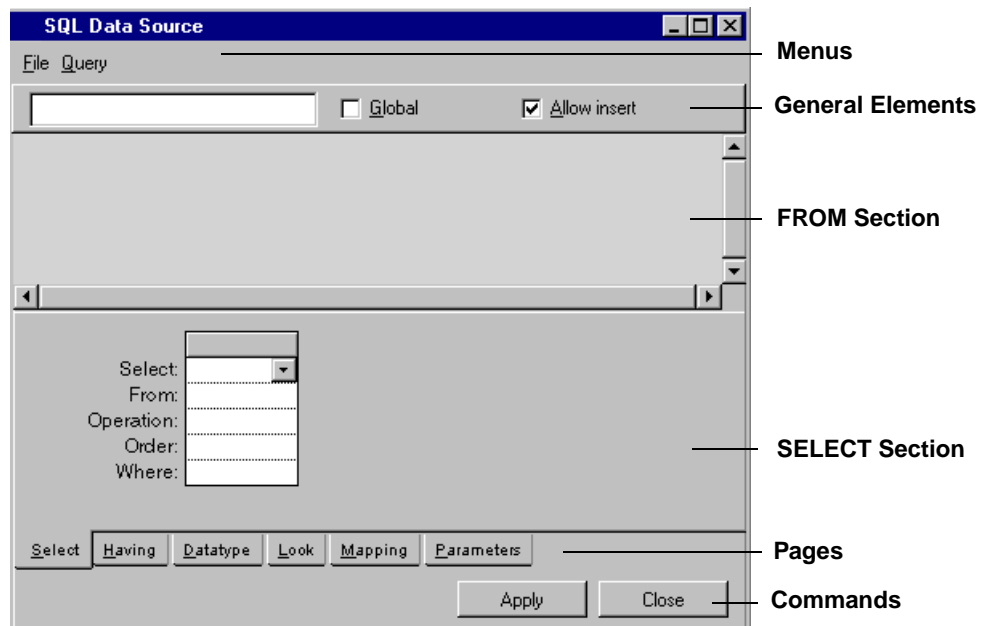 SQL Data Source
File Query
Menus
Global
Allow insert
General Elements
FROM Section
Select:
From:
Operation:
Order:
Where:
SELECT Section
Select Having Datatype Look Mapping Parameters
Pages
Apply Close
Commands